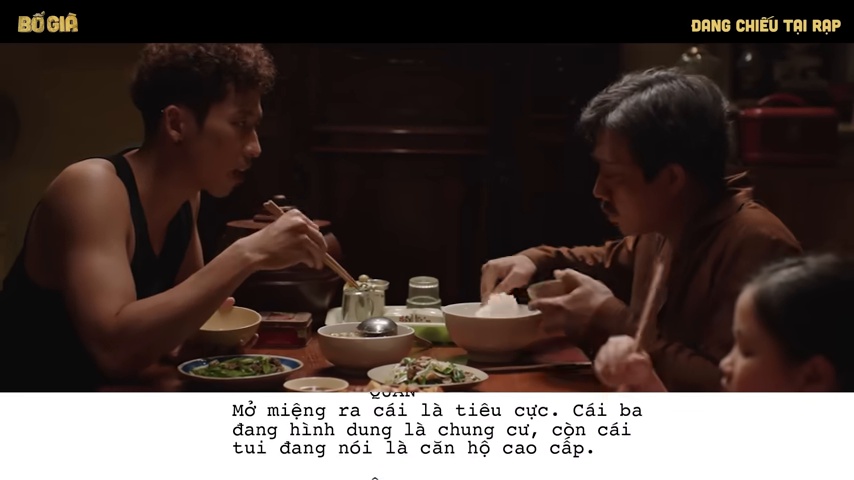 BỐ GIÀ
ĐANG CHIẾU TẠI RẠP
QUẮN
Mở miệng ra cái là tiêu cực. Cái ba
đang hình dung là chung cư, còn cái
tui đang nói là căn hộ cao cấp.